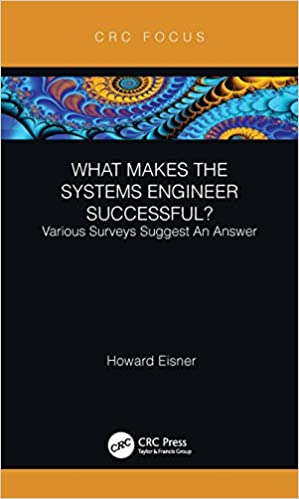 CRC FOCUS
WHAT MAKES THE
SYSTEMS ENGINEER
SUCCESSFUL?
Various Surveys Suggest An Answer
Howard Eisner
CRC CRC Press
Taylor & Francis Group